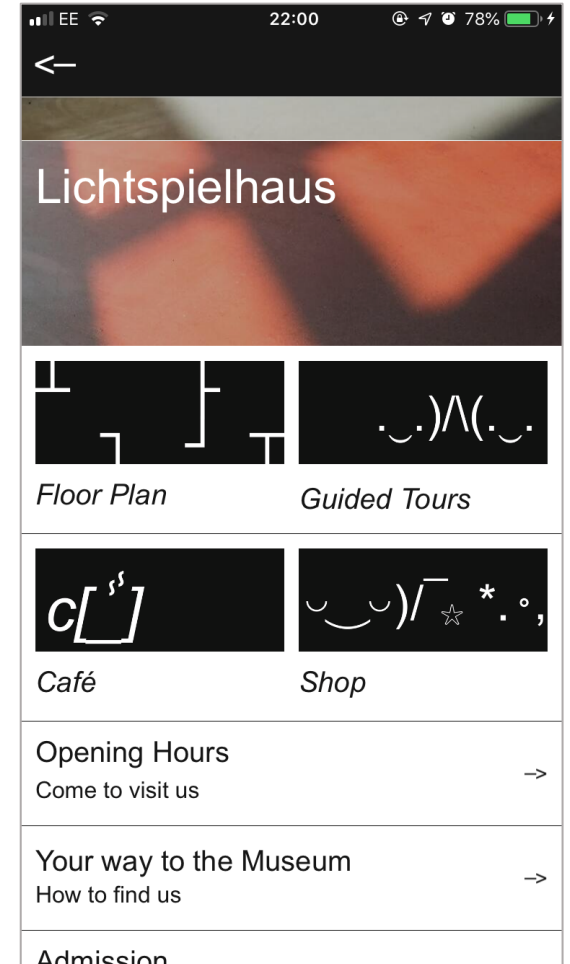 EE 22:00 78%
<–
Lichtspielhaus
._.)/\(._.
Floor Plan
Guided Tours
c[_]
◡‿◡)/¯☆ *.°,
Café
Shop
Opening Hours
Come to visit us
–>
Your way to the Museum
How to find us
–>
Admission